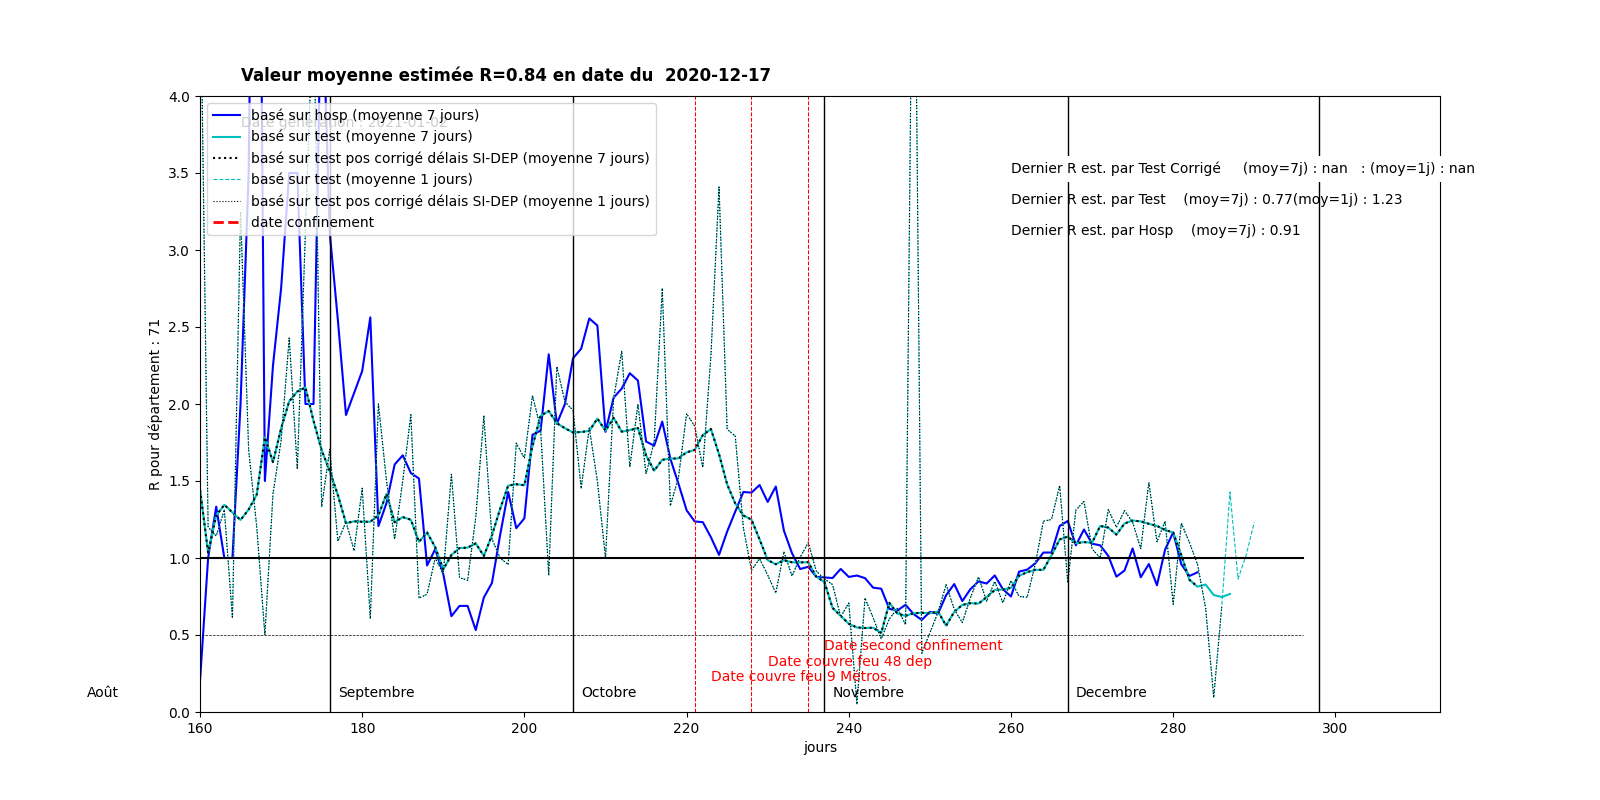 Valeur moyenne estimée R=0.84 en date du  2020-12-17
4.0
3.5
3.0
2.5
2.0
1.5
1.0
0.5
0.0
R pour département : 71
basé sur hosp (moyenne 7 jours)
Date generation : 2021-01-02
basé sur test (moyenne 7 jours)
basé sur test pos corrigé délais SI-DEP (moyenne 7 jours)
basé sur test (moyenne 1 jours)
basé sur test pos corrigé délais SI-DEP (moyenne 1 jours)
date confinement
Dernier R est. par Test Corrigé     (moy=7j) : nan   : (moy=1j) : nan
Dernier R est. par Test    (moy=7j) : 0.77(moy=1j) : 1.23
Dernier R est. par Hosp    (moy=7j) : 0.91
Date second confinement
Date couvre feu 48 dep
Date couvre feu 9 Métros.
Août
Septembre
Octobre
Novembre
Decembre
160 180 200 220 240 260 280 300
jours